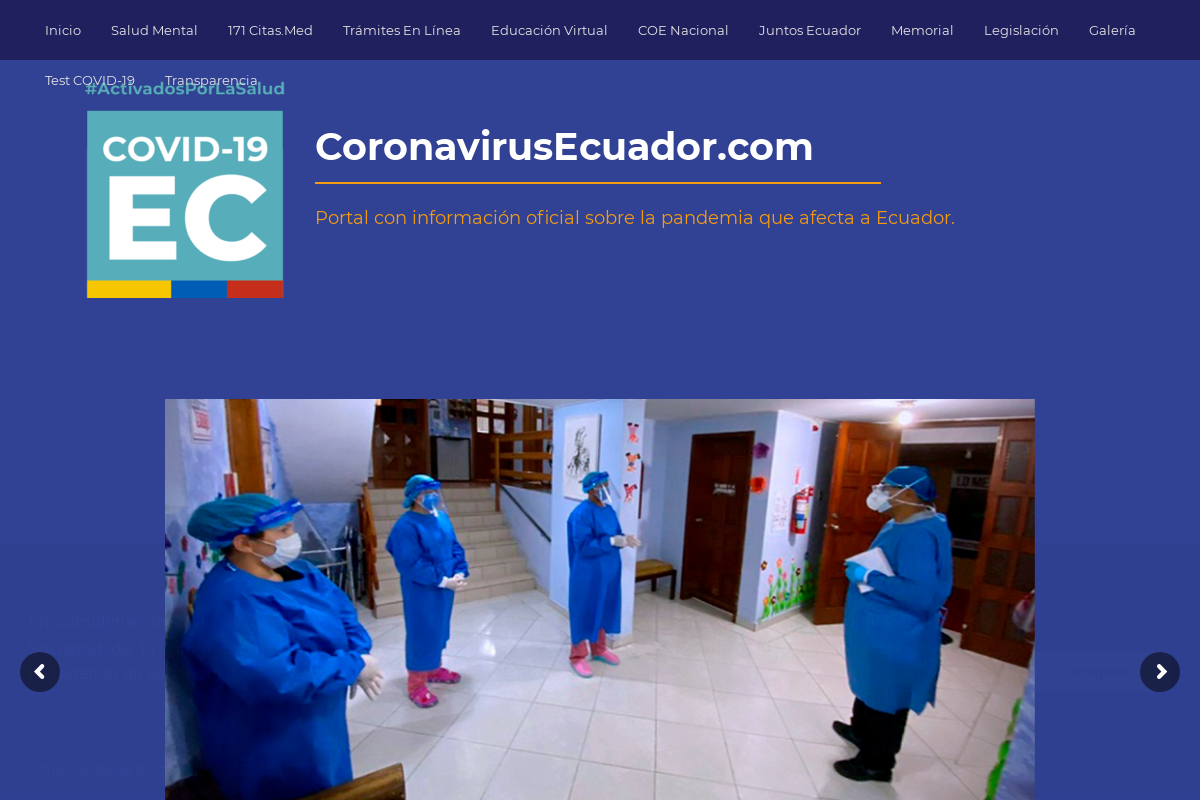 Inicio Salud Mental 171 Citas.Med Trámites En Línea Educación Virtual COE Nacional Juntos Ecuador Memorial Legislación Galería
Test COVID-19 Transparencia
#ActivadosPorLaSalud
COVID-19
EC
CoronavirusEcuador.com
Portal con información oficial sobre la pandemia que afecta a Ecuador.